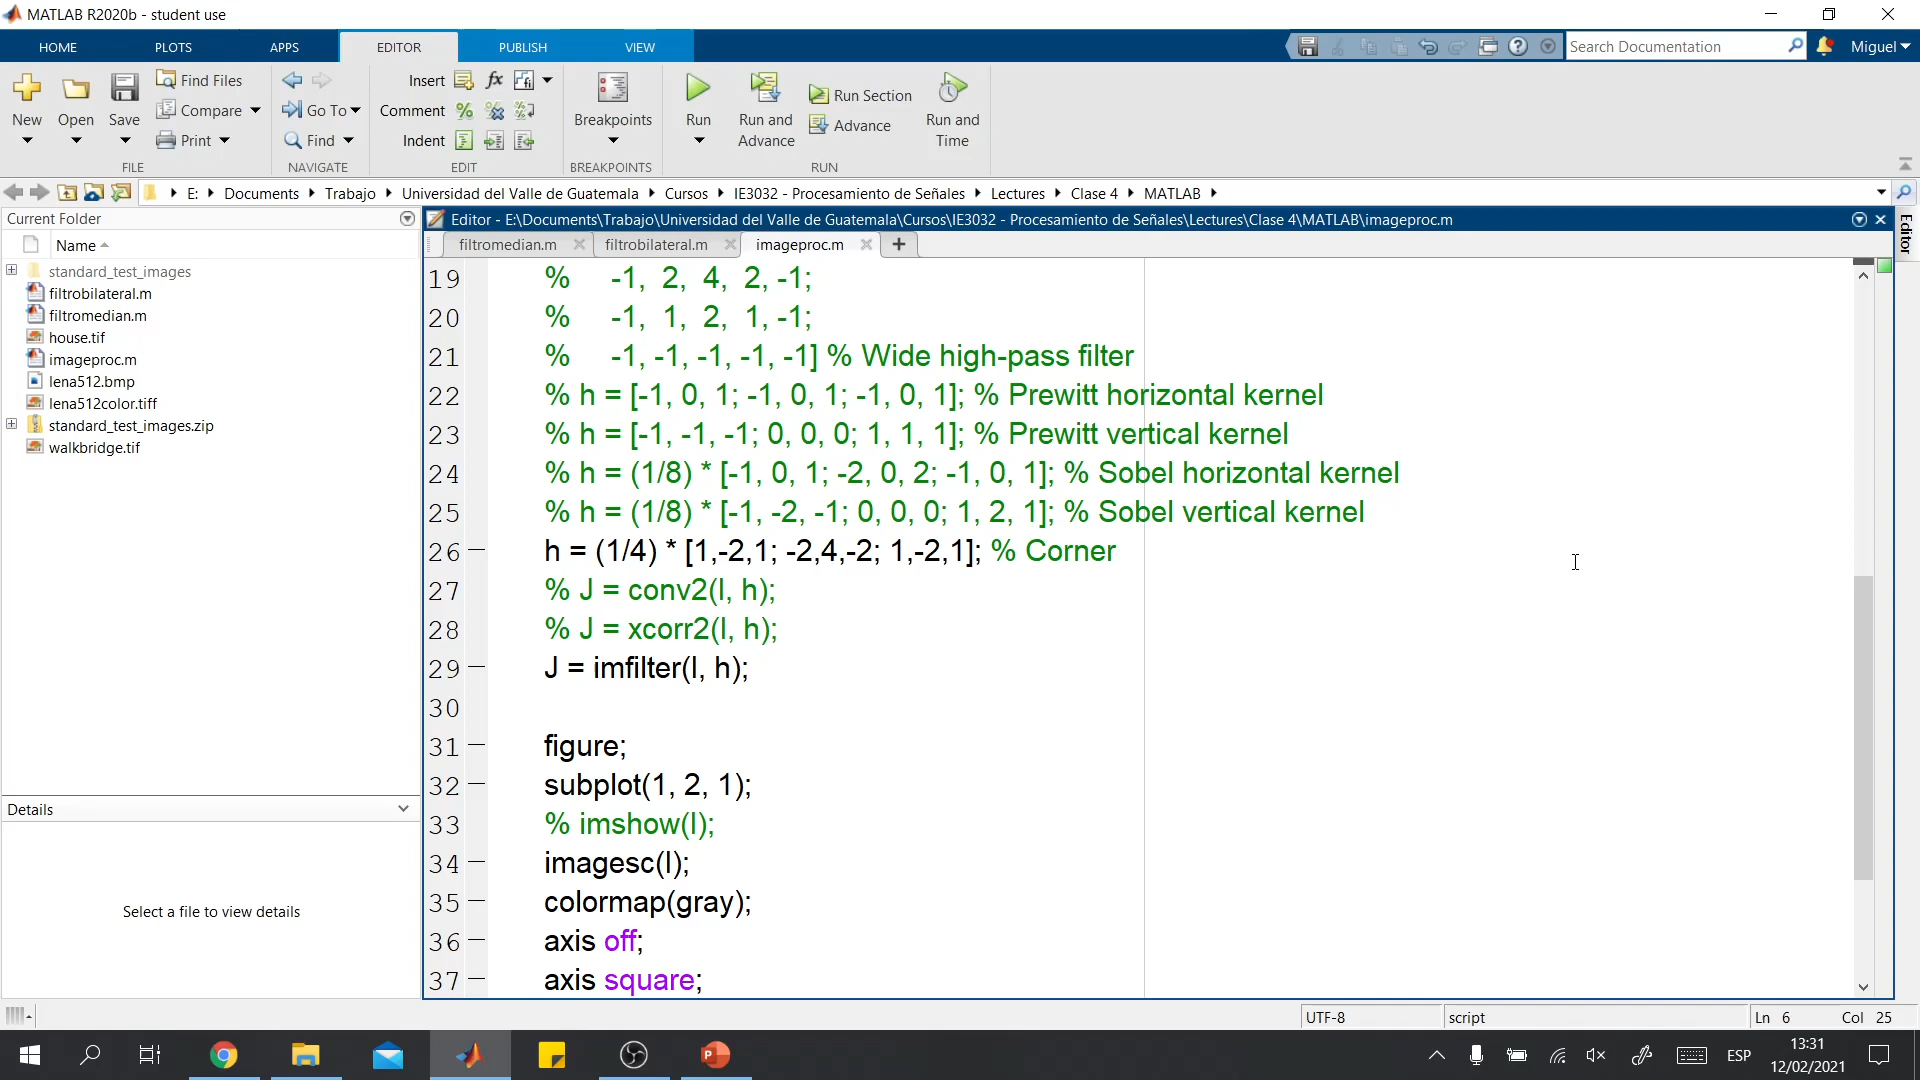 MATLAB R2020b - student use
HOME PLOTS APPS EDITOR PUBLISH VIEW
Search Documentation
Miguel
New
Open
Save
Find Files
Compare
Print
FILE
Go To
Find
NAVIGATE
Insert
fx
Comment
Indent
EDIT
Breakpoints
BREAKPOINTS
Run
Run and Advance
Run Section
Advance
Run and Time
RUN
E: Documents Trabajo Universidad del Valle de Guatemala Cursos IE3032 - Procesamiento de Señales Lectures Clase 4 MATLAB
Current Folder
Name
standard_test_images
filtrobilateral.m
filtromedian.m
house.tif
imageproc.m
lena512.bmp
lena512color.tiff
standard_test_images.zip
walkbridge.tif
Details
Select a file to view details
Editor - E:\Documents\Trabajo\Universidad del Valle de Guatemala\Cursos\IE3032 - Procesamiento de Señales\Lectures\Clase 4\MATLAB\imageproc.m
Editor
filtromedian.m filtrobilateral.m imageproc.m
19 % -1, 2, 4, 2, -1;
20 % -1, 1, 2, 1, -1;
21 % -1, -1, -1, -1, -1] % Wide high-pass filter
22 % h = [-1, 0, 1; -1, 0, 1; -1, 0, 1]; % Prewitt horizontal kernel
23 % h = [-1, -1, -1; 0, 0, 0; 1, 1, 1]; % Prewitt vertical kernel
24 % h = (1/8) * [-1, 0, 1; -2, 0, 2; -1, 0, 1]; % Sobel horizontal kernel
25 % h = (1/8) * [-1, -2, -1; 0, 0, 0; 1, 2, 1]; % Sobel vertical kernel
26 h = (1/4) * [1,-2,1; -2,4,-2; 1,-2,1]; % Corner
27 % J = conv2(I, h);
28 % J = xcorr2(I, h);
29 J = imfilter(I, h);
30
31 figure;
32 subplot(1, 2, 1);
33 % imshow(I);
34 imagesc(I);
35 colormap(gray);
36 axis off;
37 axis square;
UTF-8
script
Ln 6 Col 25
ESP
13:31
12/02/2021